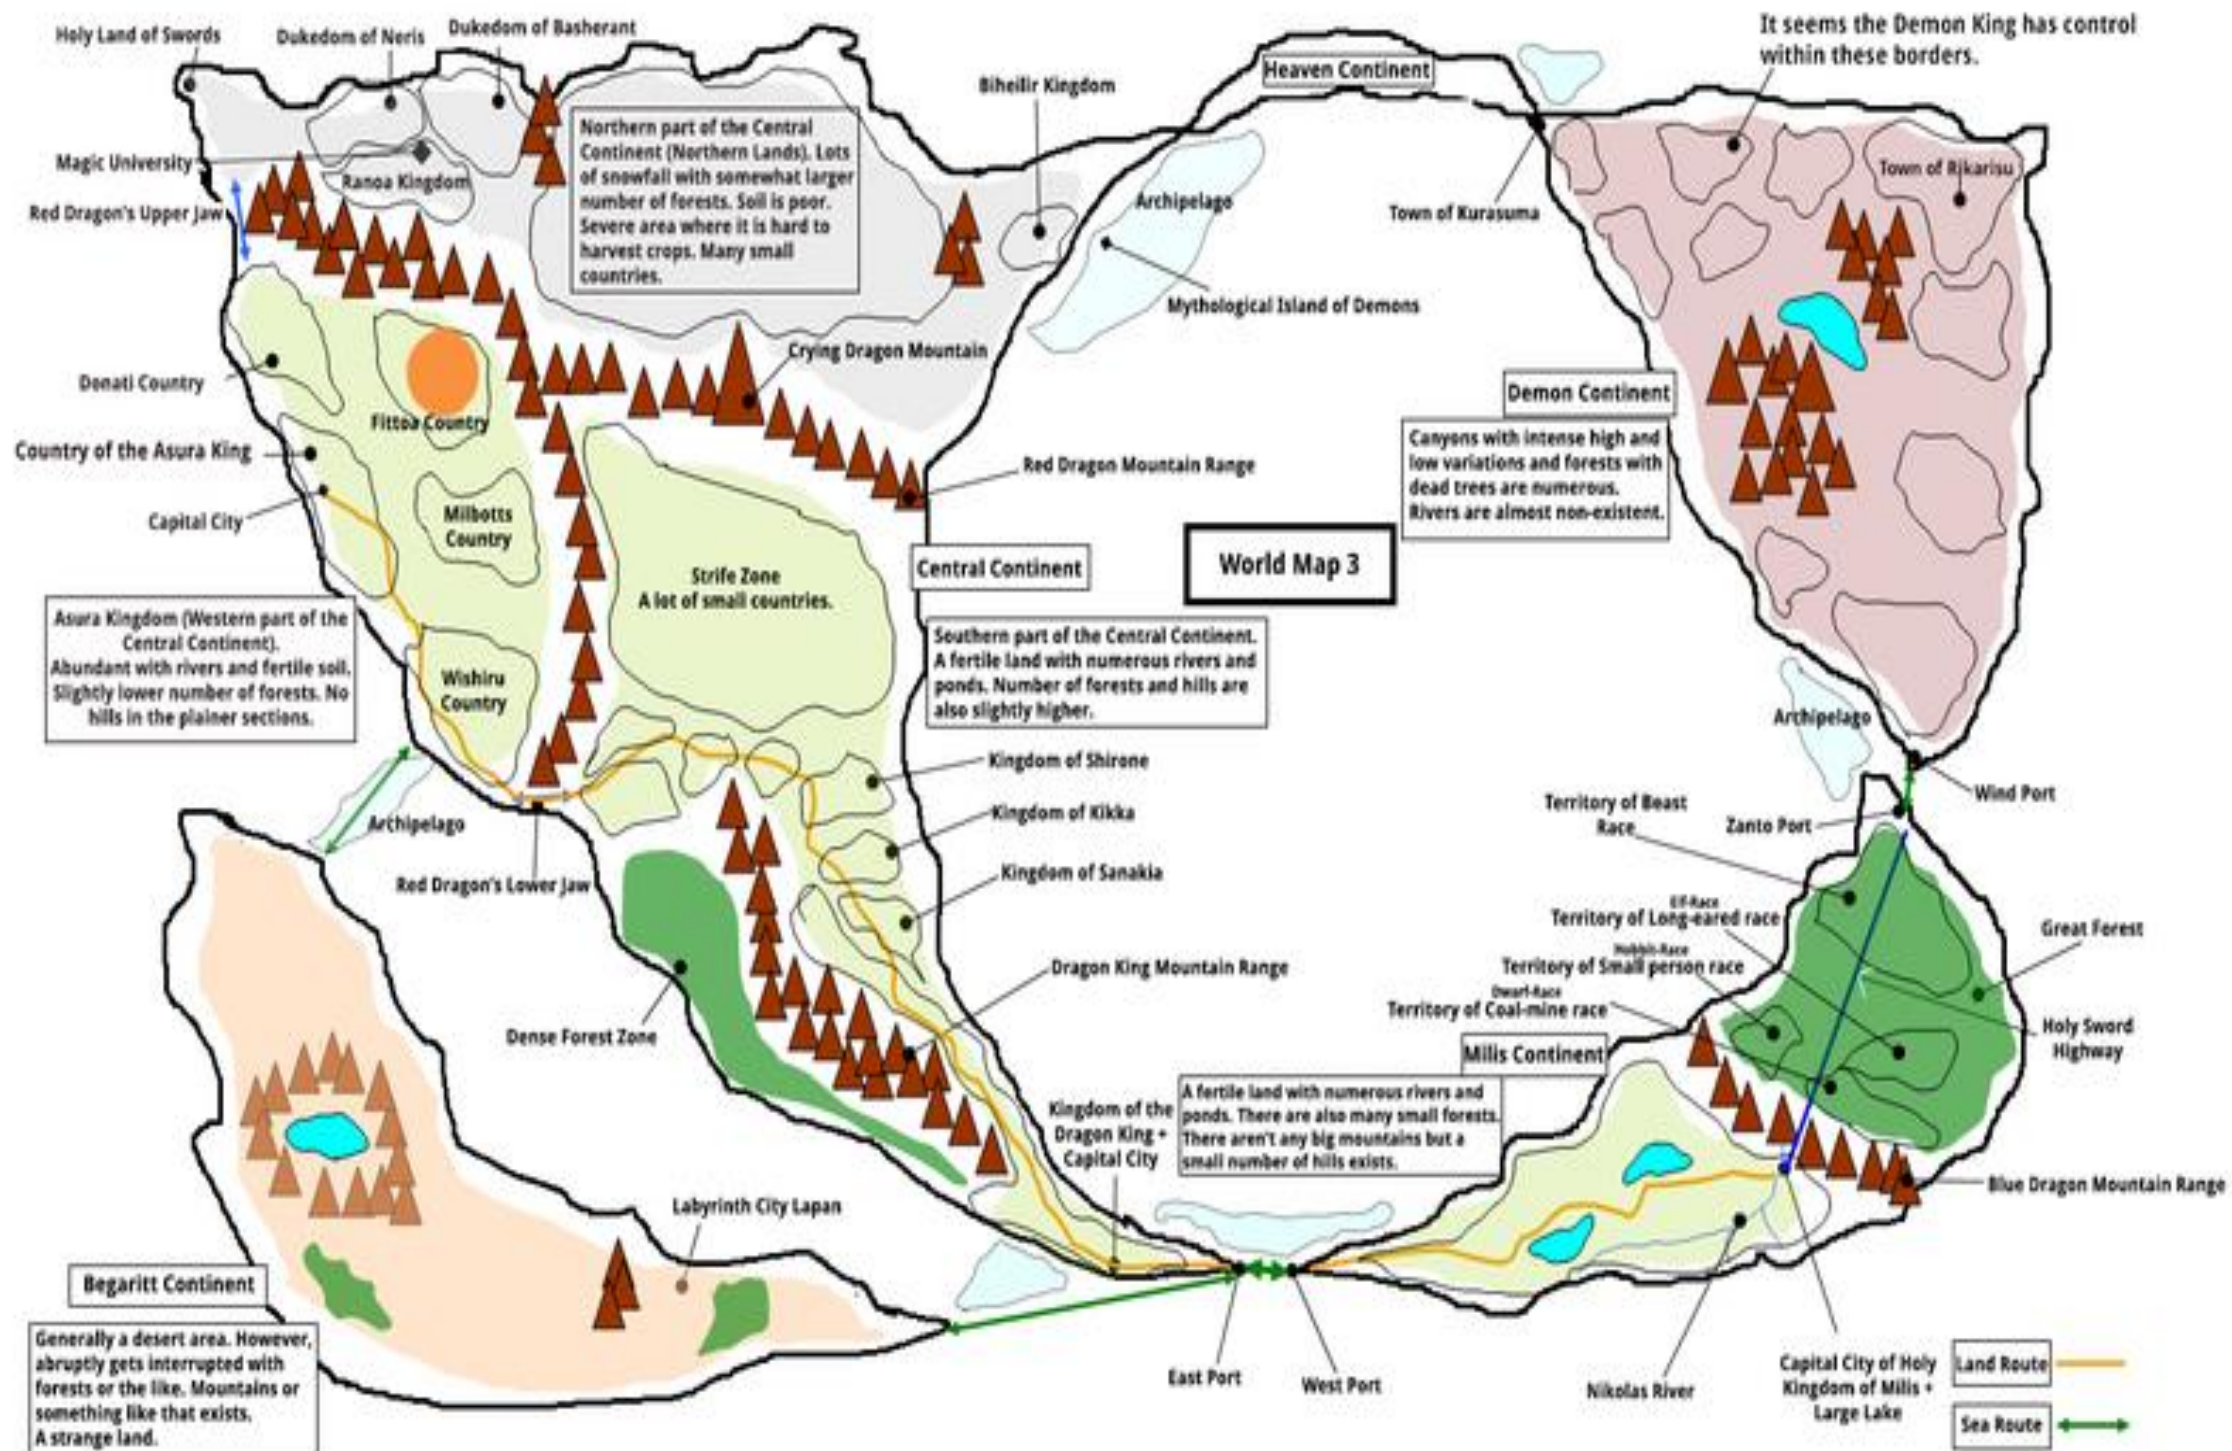 Holy Land of Swords
Dukedom of Neris
Dukedom of Basherant
Heaven Continent
It seems the Demon King has control
within these borders.
Biheilir Kingdom
Northern part of the Central
Continent (Northern Lands). Lots
of snowfall with somewhat larger
number of forests. Soil is poor.
Severe area where it is hard to
harvest crops. Many small
countries.
Magic University
Ranoa Kingdom
Red Dragon's Upper Jaw
Archipelago
Town of Kurasuma
Town of Rikarisu
Mythological Island of Demons
Crying Dragon Mountain
Donati Country
Fittoa Country
Demon Continent
Canyons with intense high and
low variations and forests with
dead trees are numerous.
Rivers are almost non-existent.
Country of the Asura King
Red Dragon Mountain Range
Capital City
Milbotts
Country
World Map 3
Central Continent
Strife Zone
A lot of small countries.
Asura Kingdom (Western part of the
Central Continent).
Abundant with rivers and fertile soil.
Slightly lower number of forests. No
hills in the plainer sections.
Southern part of the Central Continent.
A fertile land with numerous rivers and
ponds. Number of forests and hills are
also slightly higher.
Wishiru
Country
Archipelago
Kingdom of Shirone
Wind Port
Kingdom of Kikka
Territory of Beast
Race
Zanto Port
Archipelago
Red Dragon's Lower Jaw
Kingdom of Sanakia
Elf-Race
Territory of Long-eared race
Great Forest
Hobbit-Race
Territory of Small person race
Dragon King Mountain Range
Dwarf-Race
Territory of Coal-mine race
Dense Forest Zone
Holy Sword
Highway
Milis Continent
A fertile land with numerous rivers and
ponds. There are also many small forests.
There aren't any big mountains but a
small number of hills exists.
Kingdom of the
Dragon King +
Capital City
Blue Dragon Mountain Range
Labyrinth City Lapan
Begaritt Continent
Generally a desert area. However,
abruptly gets interrupted with
forests or the like. Mountains or
something like that exists.
A strange land.
East Port
West Port
Nikolas River
Capital City of Holy
Kingdom of Milis +
Large Lake
Land Route
Sea Route